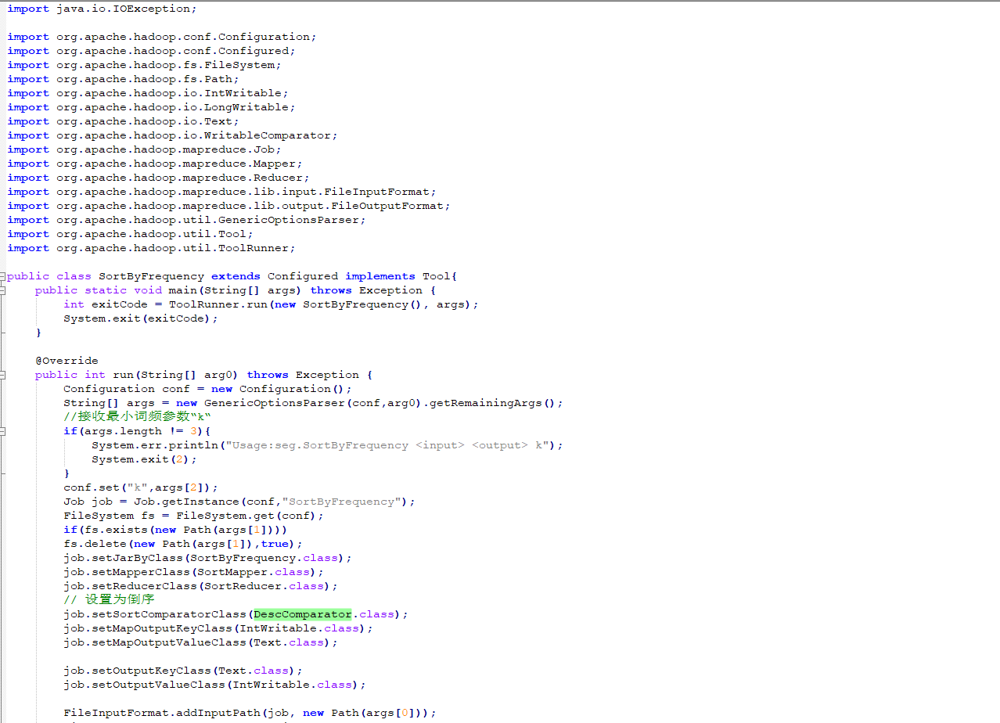 import java.io.IOException;
import org.apache.hadoop.conf.Configuration;
import org.apache.hadoop.conf.Configured;
import org.apache.hadoop.fs.FileSystem;
import org.apache.hadoop.fs.Path;
import org.apache.hadoop.io.IntWritable;
import org.apache.hadoop.io.LongWritable;
import org.apache.hadoop.io.Text;
import org.apache.hadoop.io.WritableComparator;
import org.apache.hadoop.mapreduce.Job;
import org.apache.hadoop.mapreduce.Mapper;
import org.apache.hadoop.mapreduce.Reducer;
import org.apache.hadoop.mapreduce.lib.input.FileInputFormat;
import org.apache.hadoop.mapreduce.lib.output.FileOutputFormat;
import org.apache.hadoop.util.GenericOptionsParser;
import org.apache.hadoop.util.Tool;
import org.apache.hadoop.util.ToolRunner;
public class SortByFrequency extends Configured implements Tool{
public static void main(String[] args) throws Exception {
int exitCode = ToolRunner.run(new SortByFrequency(), args);
System.exit(exitCode);
}
@Override
public int run(String[] arg0) throws Exception {
Configuration conf = new Configuration();
String[] args = new GenericOptionsParser(conf,arg0).getRemainingArgs();
//接收最小词频参数“k“
if(args.length != 3){
System.err.println("Usage:seg.SortByFrequency <input> <output> k");
System.exit(2);
}
conf.set("k",args[2]);
Job job = Job.getInstance(conf,"SortByFrequency");
FileSystem fs = FileSystem.get(conf);
if(fs.exists(new Path(args[1])))
fs.delete(new Path(args[1]),true);
job.setJarByClass(SortByFrequency.class);
job.setMapperClass(SortMapper.class);
job.setReducerClass(SortReducer.class);
// 设置为倒序
job.setSortComparatorClass(DescComparator.class);
job.setMapOutputKeyClass(IntWritable.class);
job.setMapOutputValueClass(Text.class);
job.setOutputKeyClass(Text.class);
job.setOutputValueClass(IntWritable.class);
FileInputFormat.addInputPath(job, new Path(args[0]));